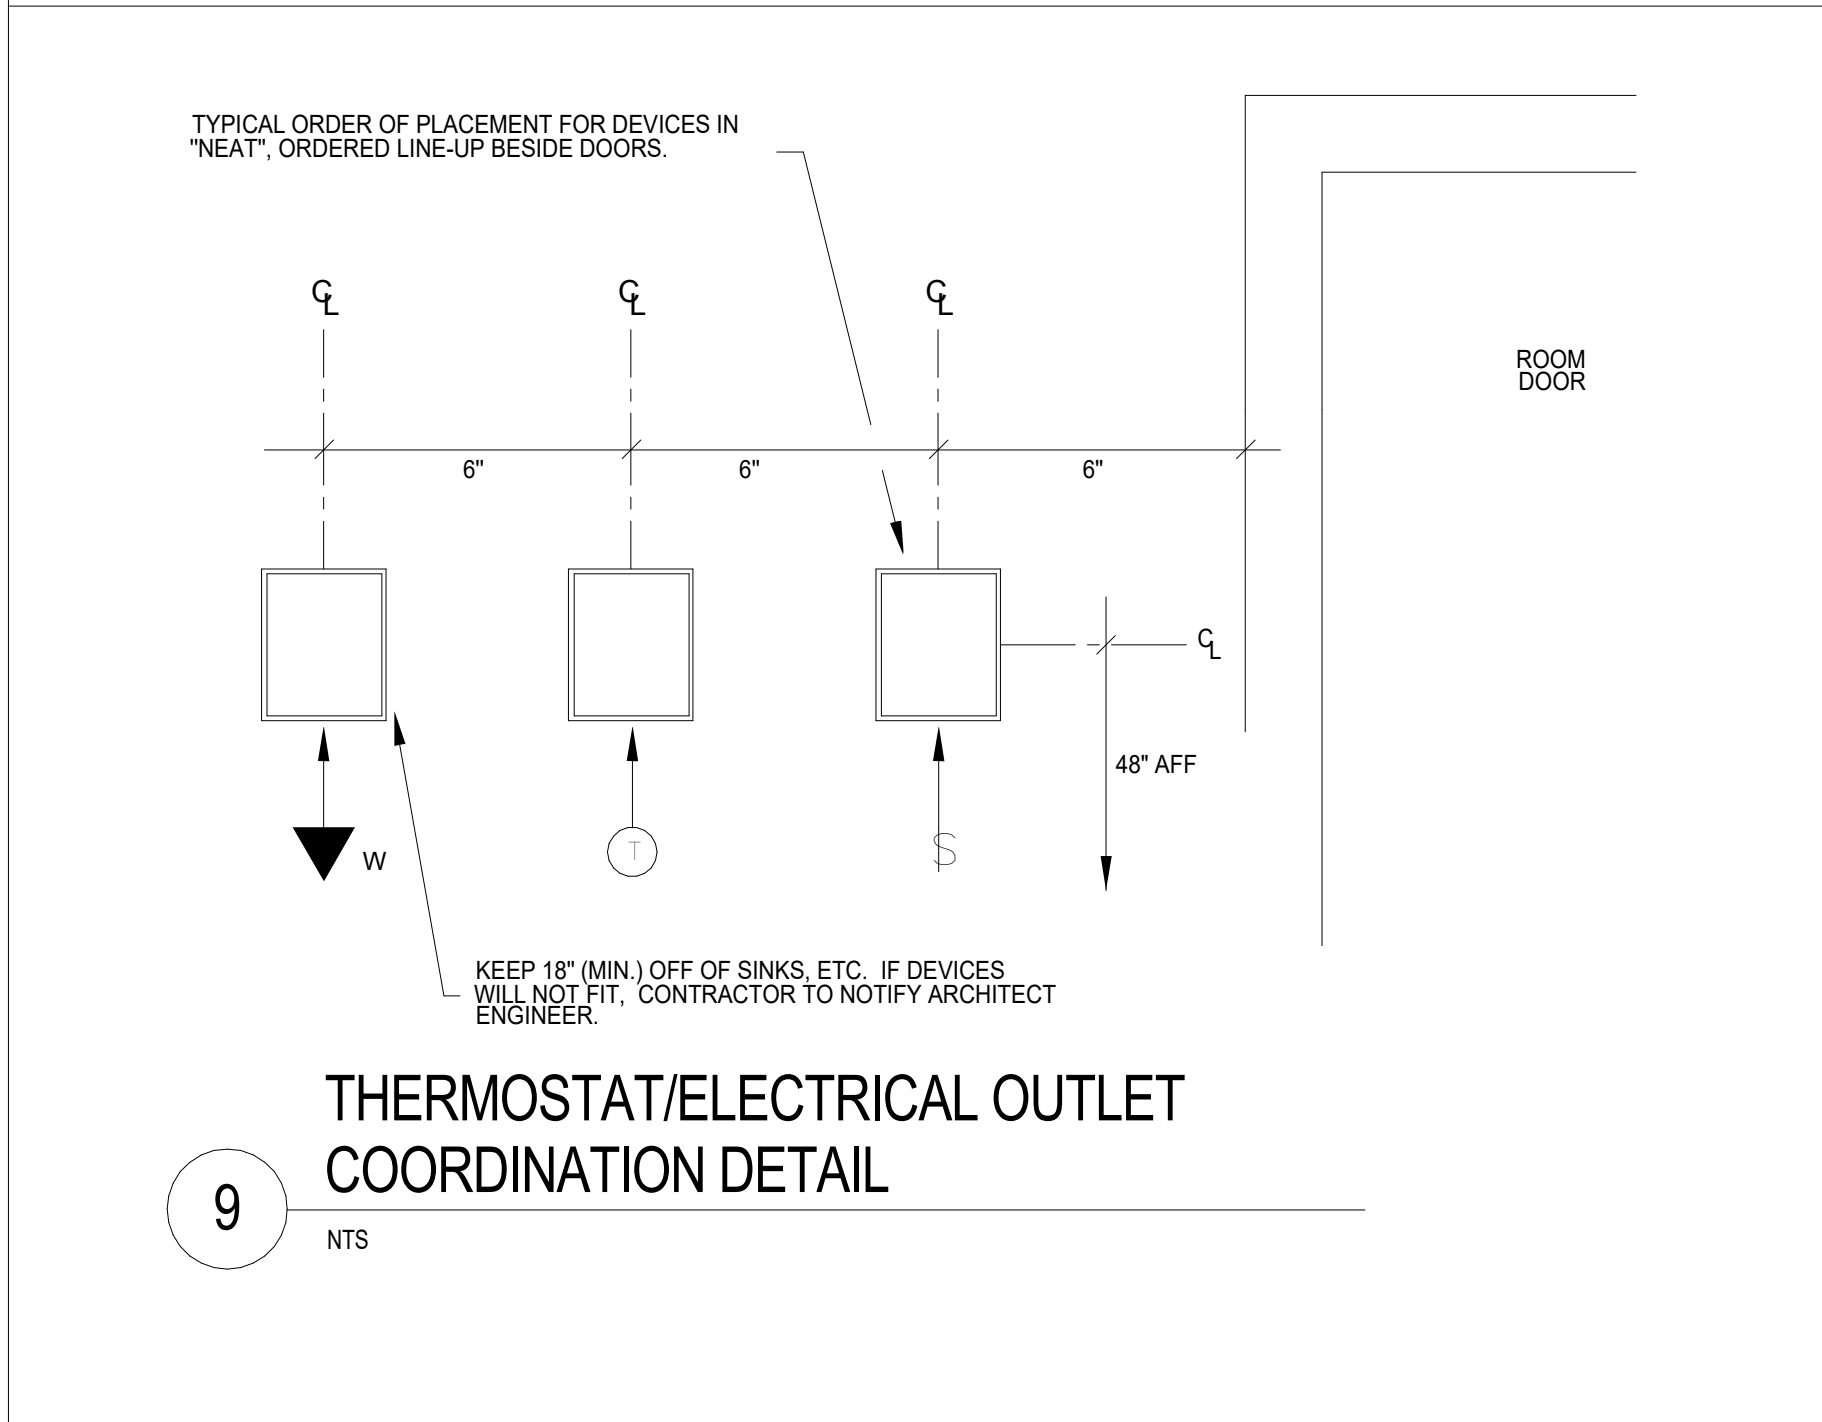 TYPICAL ORDER OF PLACEMENT FOR DEVICES IN
"NEAT", ORDERED LINE-UP BESIDE DOORS.
CL CL CL
ROOM
DOOR
6" 6" 6"
CL
48" AFF
W T S
KEEP 18" (MIN.) OFF OF SINKS, ETC. IF DEVICES
WILL NOT FIT, CONTRACTOR TO NOTIFY ARCHITECT
ENGINEER.
THERMOSTAT/ELECTRICAL OUTLET
COORDINATION DETAIL
9
NTS